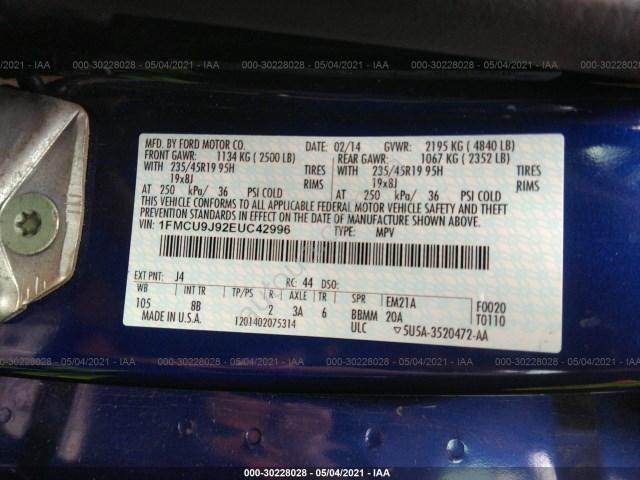 000-30228028 - 05/04/2021 - IAA
MFD. BY FORD MOTOR CO. DATE: 02/14 GVWR: 2195 KG ( 4840 LB)
FRONT GAWR: 1134 KG ( 2500 LB) REAR GAWR: 1067 KG ( 2352 LB)
WITH 235/45R19 95H TIRES WITH 235/45R19 95H TIRES
19x8J RIMS 19x8J RIMS
AT 250 kPa/ 36 PSI COLD AT 250 kPa/ 36 PSI COLD
THIS VEHICLE CONFORMS TO ALL APPLICABLE FEDERAL MOTOR VEHICLE SAFETY AND THEFT
PREVENTION STANDARDS IN EFFECT ON THE DATE OF MANUFACTURE SHOWN ABOVE.
VIN: 1FMCU9J92EUC42996 TYPE: MPV
EXT PNT: J4 RC: 44 DSO:
WB INT TR TP/PS R AXLE TR SPR EM21A F0020
105 8B 2 3A 6 BBMM 20A T0110
MADE IN U.S.A. 1201402075314 ULC 5U5A-3520472-AA
000-30228028 - 05/04/2021 - IAA
000-30228028 - 05/04/2021 - IAA